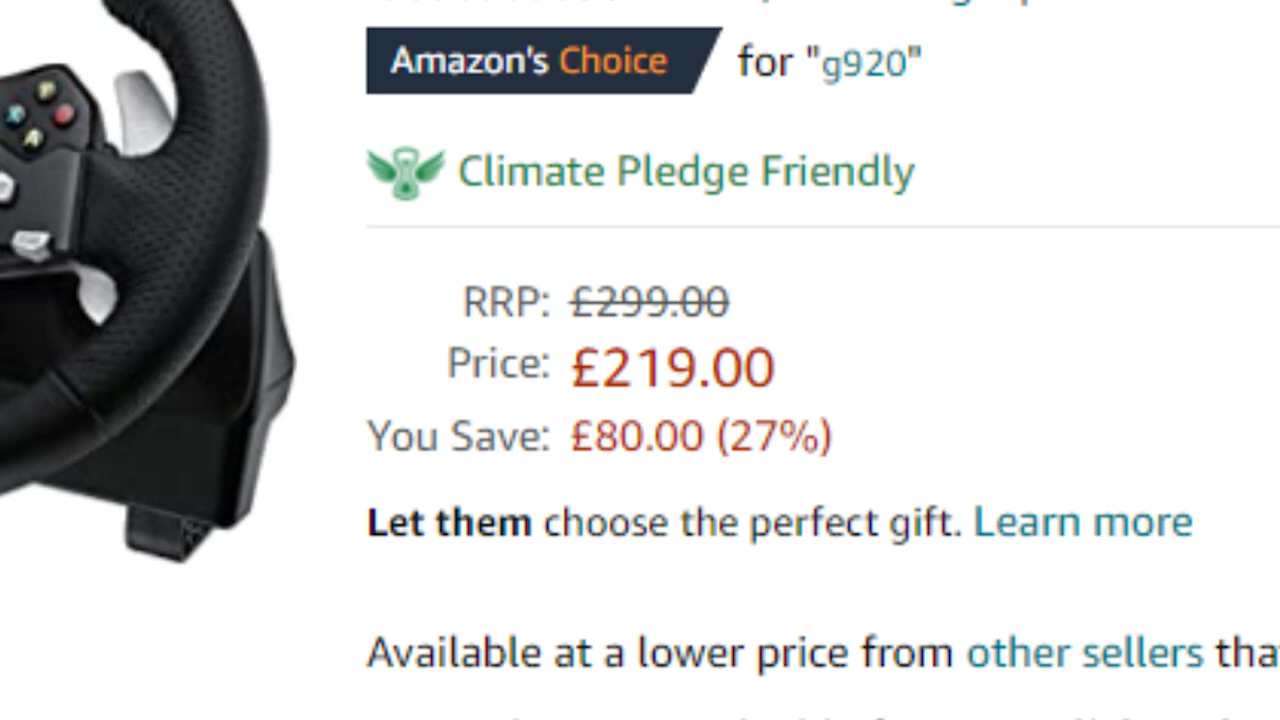 Amazon's Choice for "g920"
Climate Pledge Friendly
RRP: £299.00
Price: £219.00
You Save: £80.00 (27%)
Let them choose the perfect gift. Learn more
Available at a lower price from other sellers